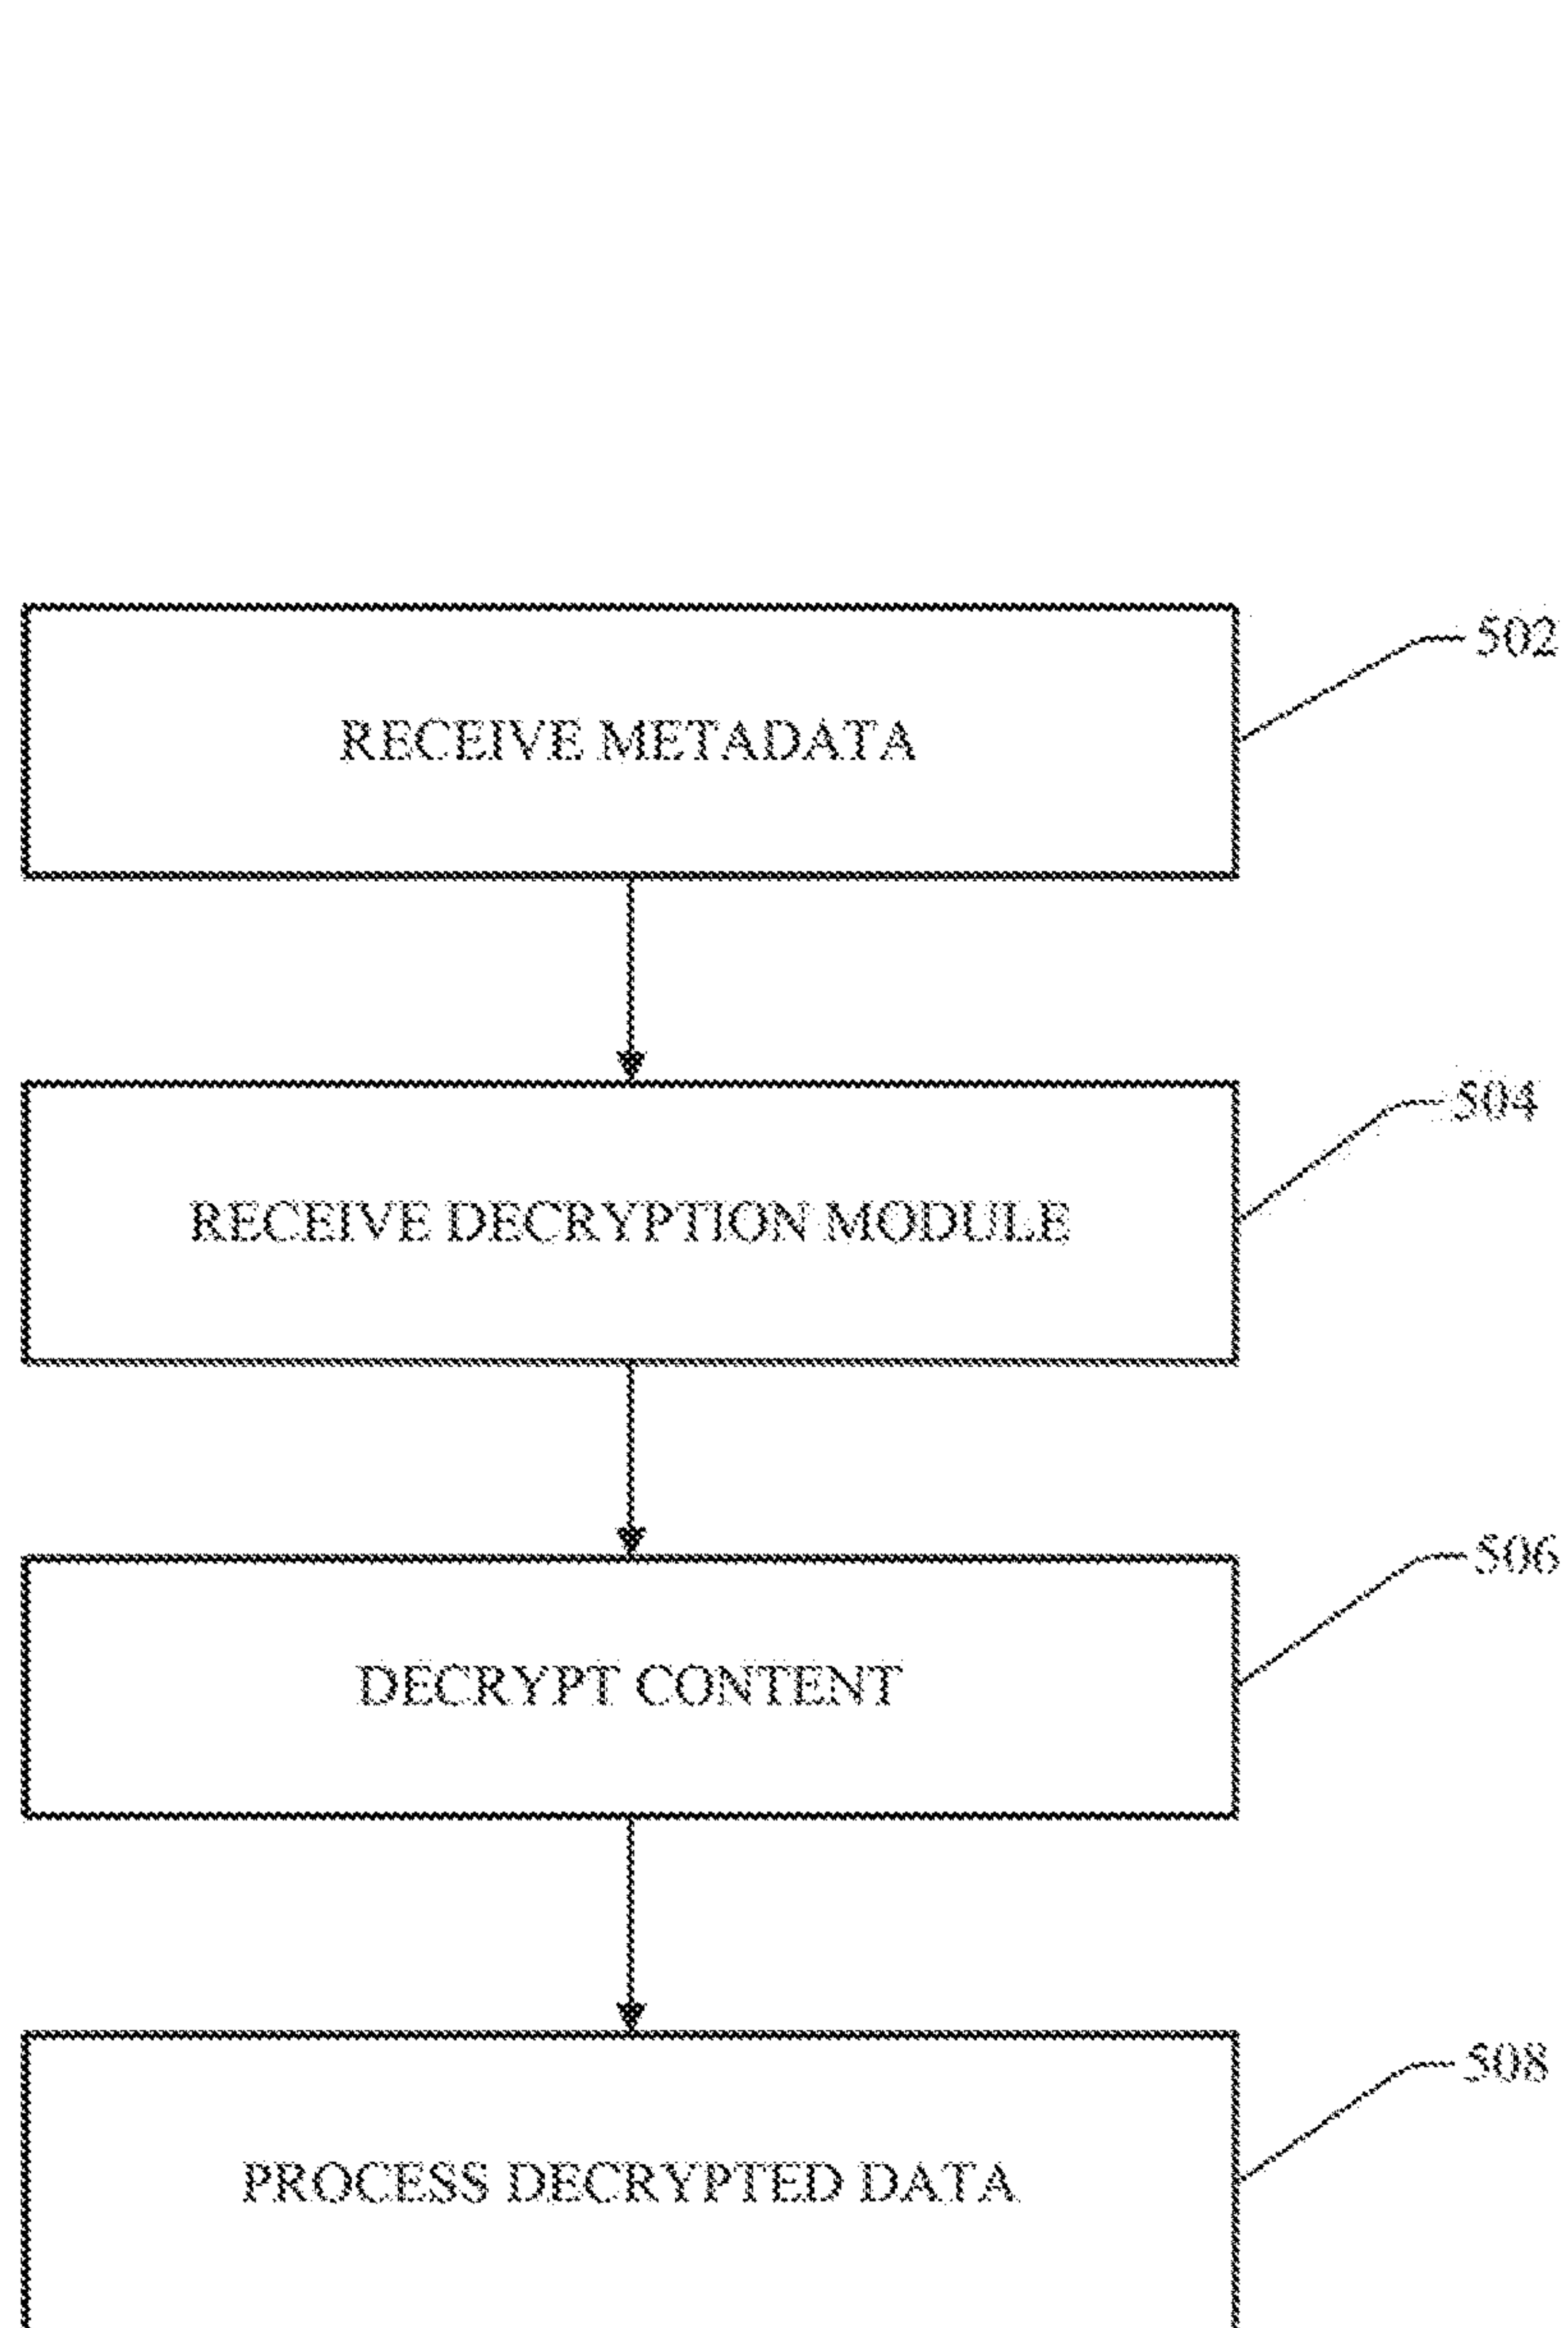 502
RECEIVE METADATA
504
RECEIVE DECRYPTION MODULE
506
DECRYPT CONTENT
508
PROCESS DECRYPTED DATA